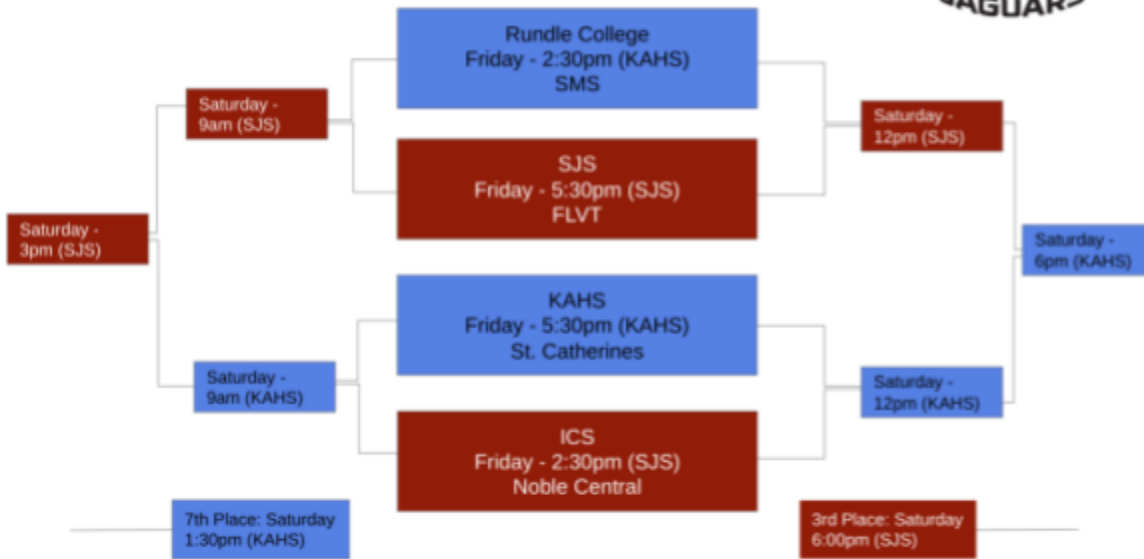 JAGUARS
Rundle College
Friday - 2:30pm (KAHS)
SMS
Saturday -
9am (SJS)
Saturday -
12pm (SJS)
SJS
Friday - 5:30pm (SJS)
FLVT
Saturday -
3pm (SJS)
Saturday -
6pm (KAHS)
KAHS
Friday - 5:30pm (KAHS)
St. Catherines
Saturday -
9am (KAHS)
Saturday -
12pm (KAHS)
ICS
Friday - 2:30pm (SJS)
Noble Central
7th Place: Saturday
1:30pm (KAHS)
3rd Place: Saturday
6:00pm (SJS)